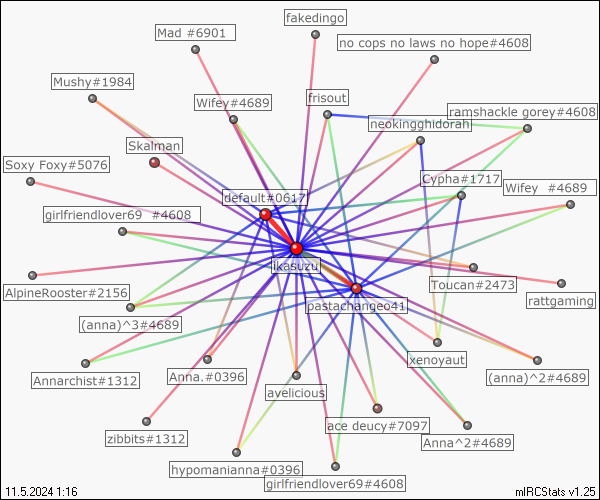 fakedingo
Mad #6901
no cops no laws no hope#4608
Mushy#1984
Wifey#4689
frisout
ramshackle gorey#4608
neokingghidorah
Skalman
Soxy Foxy#5076
Cypha#1717
Wifey  #4689
default#0617
girlfriendlover69  #4608
ikasuzu
Toucan#2473
AlpineRooster#2156
rattgaming
pastachangeo41
(anna)^3#4689
xenoyaut
Annarchist#1312
Anna.#0396
(anna)^2#4689
avelicious
ace deucy#7097
zibbits#1312
Anna^2#4689
hypomanianna#0396
girlfriendlover69#4608
11.5.2024 1:16
mIRCStats v1.25